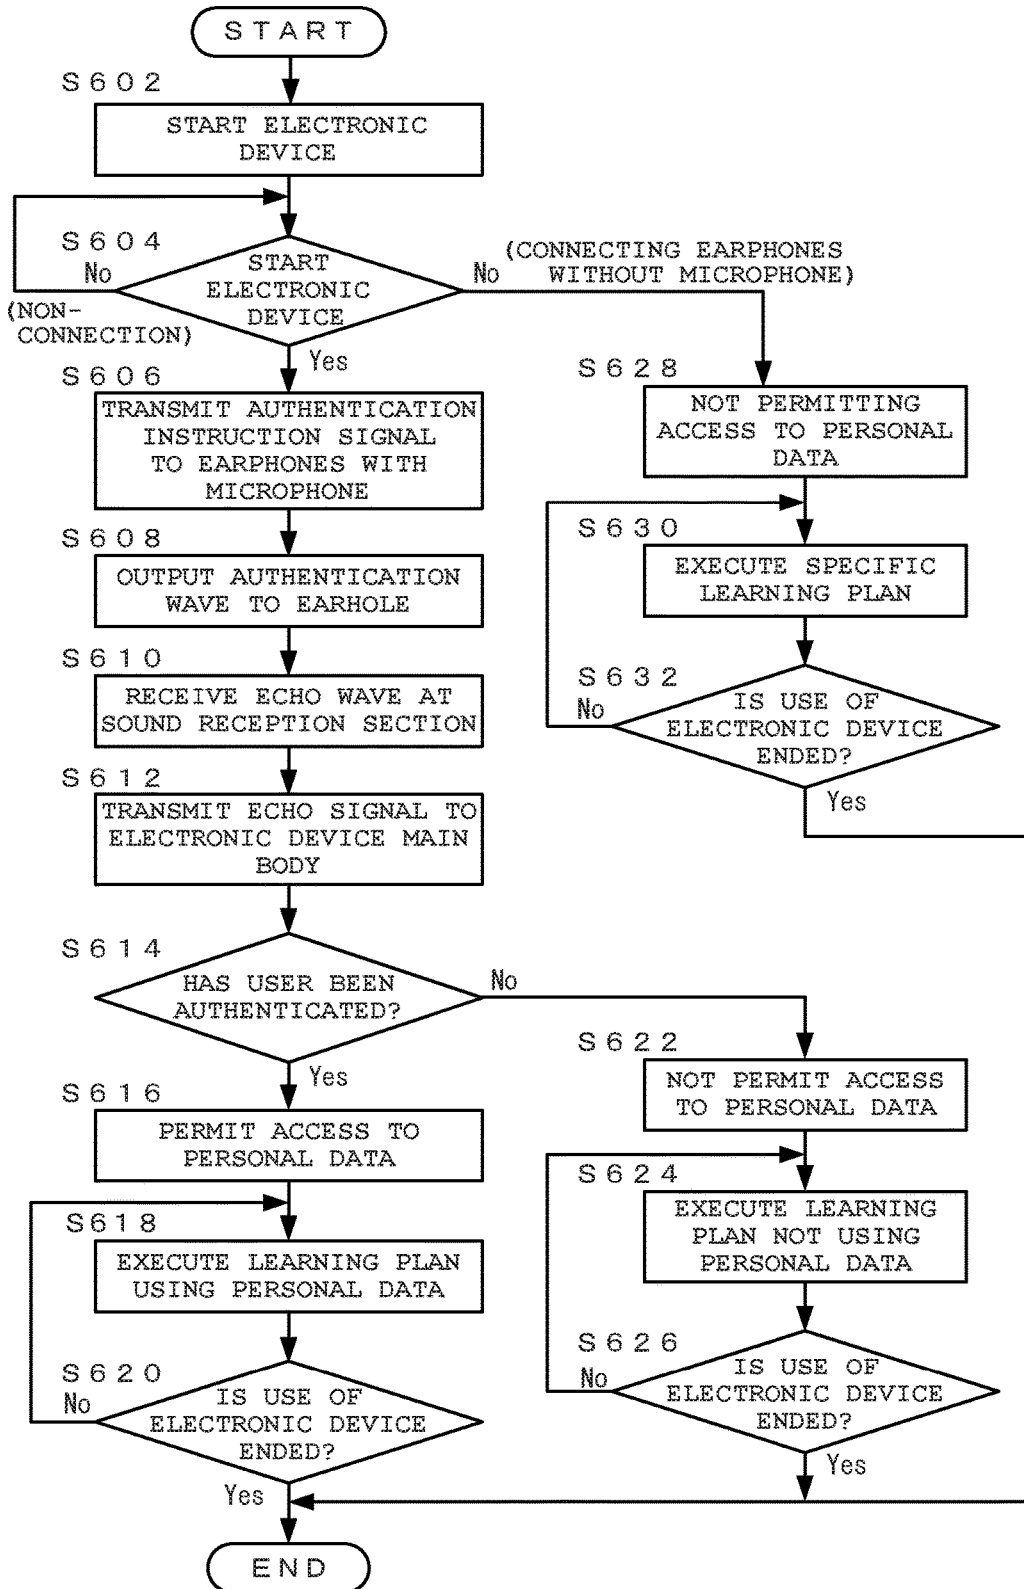 START
S602
START ELECTRONIC
DEVICE
S604
START
ELECTRONIC
DEVICE
No
(NON-
CONNECTION)
No
(CONNECTING EARPHONES
WITHOUT MICROPHONE)
Yes
S606
TRANSMIT AUTHENTICATION
INSTRUCTION SIGNAL
TO EARPHONES WITH
MICROPHONE
S608
OUTPUT AUTHENTICATION
WAVE TO EARHOLE
S610
RECEIVE ECHO WAVE AT
SOUND RECEPTION SECTION
S612
TRANSMIT ECHO SIGNAL TO
ELECTRONIC DEVICE MAIN
BODY
S614
HAS USER BEEN
AUTHENTICATED?
No
Yes
S616
PERMIT ACCESS TO
PERSONAL DATA
S618
EXECUTE LEARNING PLAN
USING PERSONAL DATA
S620
No
IS USE OF
ELECTRONIC DEVICE
ENDED?
Yes
END
S628
NOT PERMITTING
ACCESS TO PERSONAL
DATA
S630
EXECUTE SPECIFIC
LEARNING PLAN
S632
No
IS USE OF
ELECTRONIC DEVICE
ENDED?
Yes
S622
NOT PERMIT ACCESS
TO PERSONAL DATA
S624
EXECUTE LEARNING
PLAN NOT USING
PERSONAL DATA
S626
No
IS USE OF
ELECTRONIC DEVICE
ENDED?
Yes